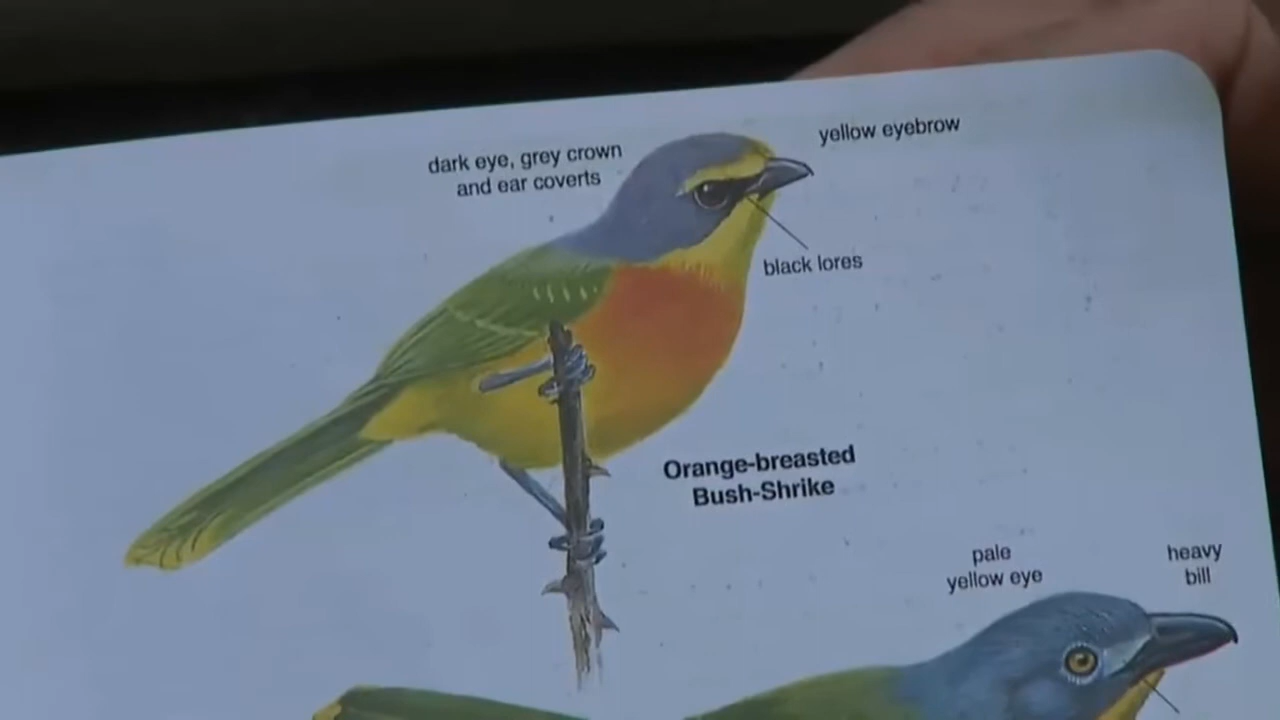 dark eye, grey crown
and ear coverts
yellow eyebrow
black lores
Orange-breasted
Bush-Shrike
pale
yellow eye
heavy
bill